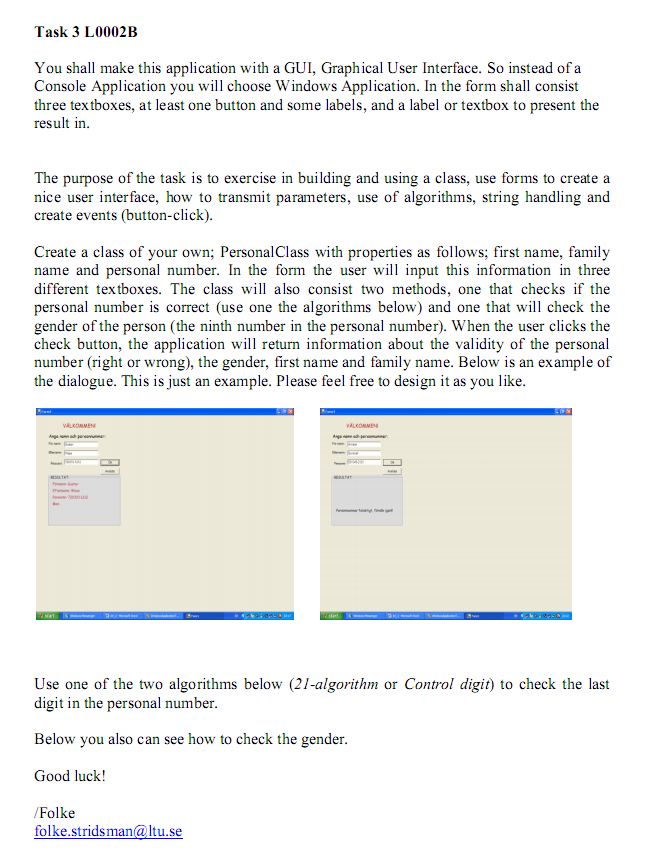 Task 3 L0002B
You shall make this application with a GUI, Graphical User Interface. So instead of a
Console Application you will choose Windows Application. In the form shall consist
three textboxes, at least one button and some labels, and a label or textbox to present the
result in.
The purpose of the task is to exercise in building and using a class, use forms to create a
nice user interface, how to transmit parameters, use of algorithms, string handling and
create events (button-click).
Create a class of your own; PersonalClass with properties as follows; first name, family
name and personal number. In the form the user will input this information in three
different textboxes. The class will also consist two methods, one that checks if the
personal number is correct (use one the algorithms below) and one that will check the
gender of the person (the ninth number in the personal number). When the user clicks the
check button, the application will return information about the validity of the personal
number (right or wrong), the gender, first name and family name. Below is an example of
the dialogue. This is just an example. Please feel free to design it as you like.
VÄLKOMMEN!
Ange namn och personnummer:
RESULTAT
start
VÄLKOMMEN!
Ange namn och personnummer:
RESULTAT
start
Use one of the two algorithms below (21-algorithm or Control digit) to check the last
digit in the personal number.
Below you also can see how to check the gender.
Good luck!
/Folke
folke.stridsman@ltu.se